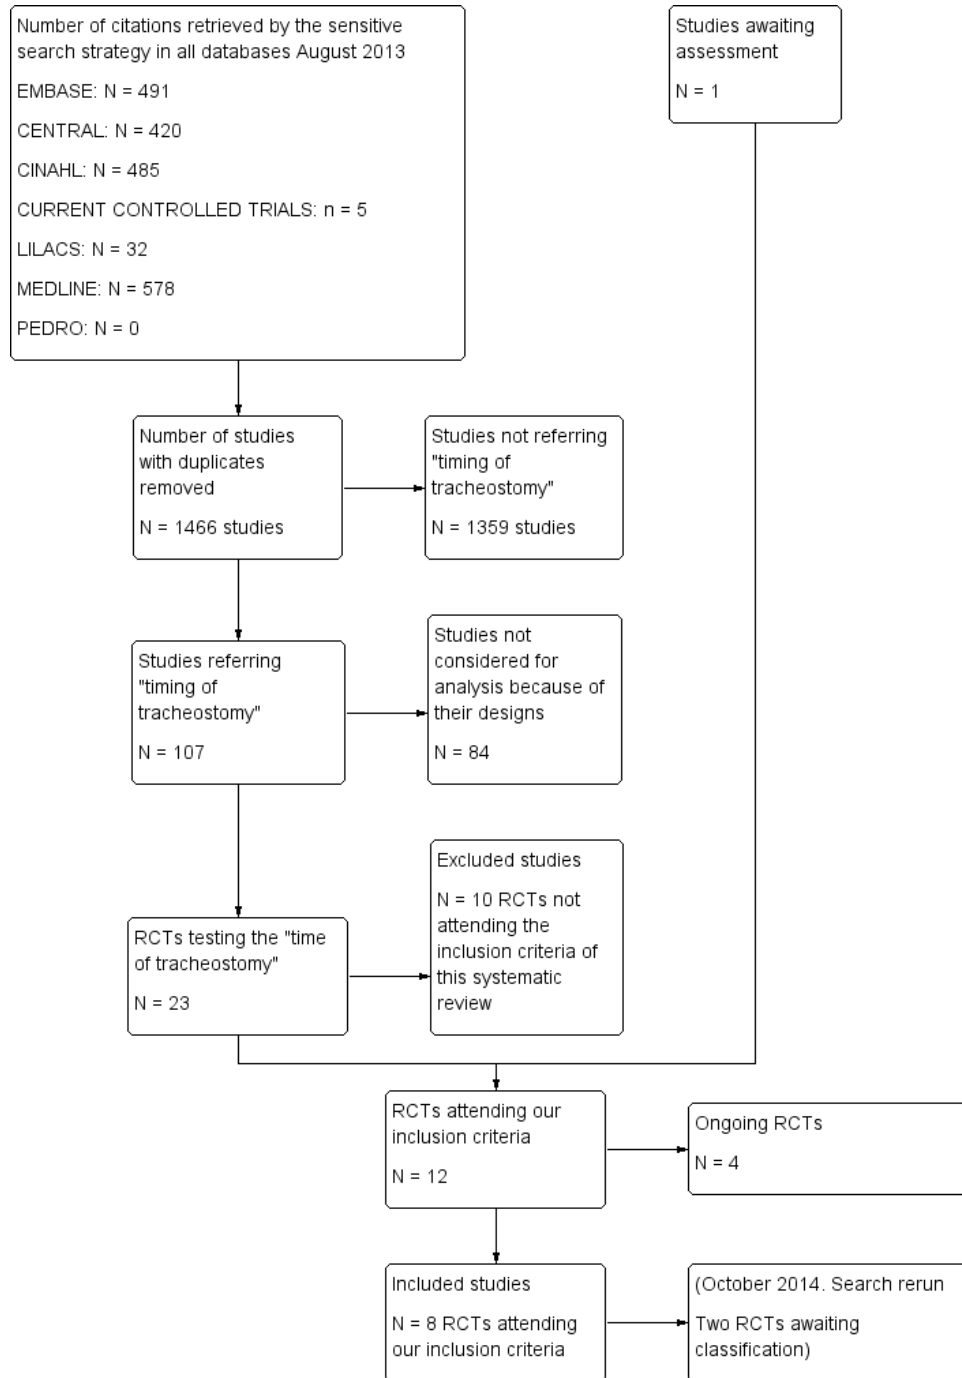 Number of citations retrieved by the sensitive
search strategy in all databases August 2013
EMBASE: N = 491
CENTRAL: N = 420
CINAHL: N = 485
CURRENT CONTROLLED TRIALS: n = 5
LILACS: N = 32
MEDLINE: N = 578
PEDRO: N = 0
Studies awaiting
assessment
N = 1
Number of studies
with duplicates
removed
N = 1466 studies
Studies not referring
"timing of
tracheostomy"
N = 1359 studies
Studies referring
"timing of
tracheostomy"
N = 107
Studies not
considered for
analysis because of
their designs
N = 84
Excluded studies
N = 10 RCTs not
attending the
inclusion criteria of
this systematic
review
RCTs testing the "time
of tracheostomy"
N = 23
RCTs attending our
inclusion criteria
N = 12
Ongoing RCTs
N = 4
Included studies
N = 8 RCTs attending
our inclusion criteria
(October 2014. Search rerun
Two RCTs awaiting
classification)